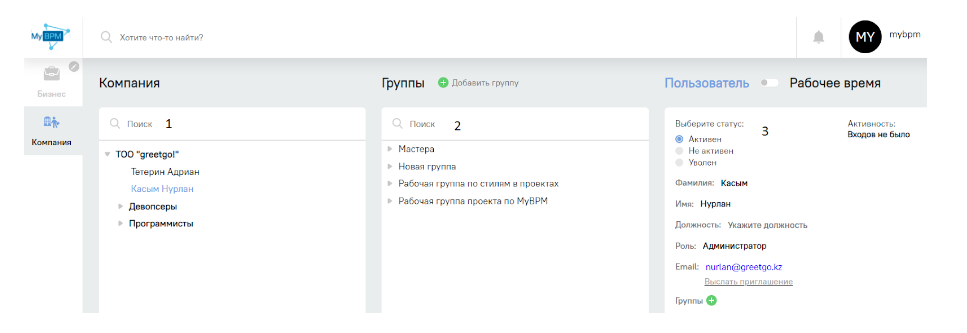 My BPM
Хотите что-то найти?
MY
mybpm
Бизнес
Компания
Компания
Поиск 1
ТОО "greetgo!"
Тетерин Адриан
Касым Нурлан
Девопсеры
Программисты
Группы
Добавить группу
Поиск 2
Мастера
Новая группа
Рабочая группа по стилям в проектах
Рабочая группа проекта по MyBPM
Пользователь
Рабочее время
Выберите статус:
3
Активен
Не активен
Уволен
Активность:
Входов не было
Фамилия: Касым
Имя: Нурлан
Должность: Укажите должность
Роль: Администратор
Email: nurlan@greetgo.kz
Выслать приглашение
Группы